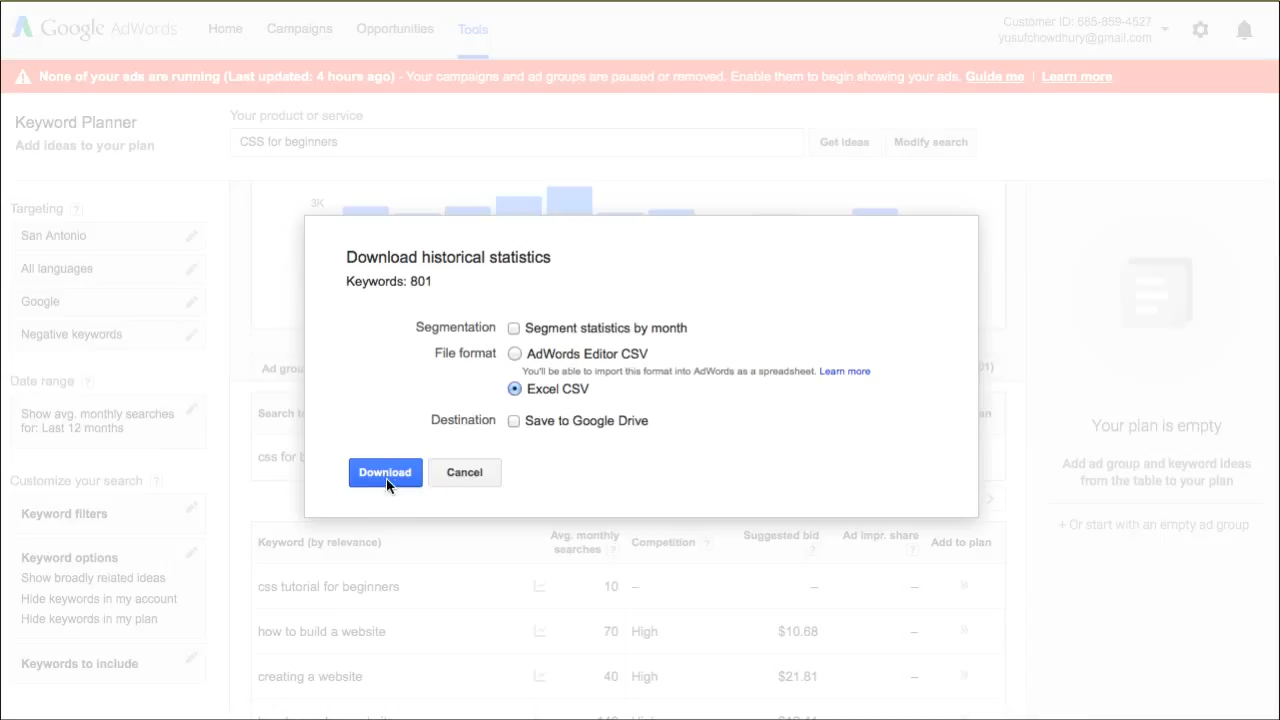 Google AdWords Home Campaigns Opportunities Tools
Customer ID: 685-859-4527
yusufchowdhury@gmail.com
None of your ads are running (Last updated: 4 hours ago) - Your campaigns and ad groups are paused or removed. Enable them to begin showing your ads. Guide me | Learn more
Keyword Planner
Add ideas to your plan
Your product or service
CSS for beginners
Get ideas Modify search
Targeting ?
San Antonio
All languages
Google
Negative keywords
Date range ?
Show avg. monthly searches
for: Last 12 months
Customize your search ?
Keyword filters
Keyword options
Show broadly related ideas
Hide keywords in my account
Hide keywords in my plan
Keywords to include
3K
Download historical statistics
Keywords: 801
Segmentation Segment statistics by month
File format AdWords Editor CSV
You'll be able to import this format into AdWords as a spreadsheet. Learn more
Excel CSV
Destination Save to Google Drive
Download Cancel
Ad grou
Search t
css for b
Keyword (by relevance) Avg. monthly searches ? Competition ? Suggested bid ? Ad impr. share ? Add to plan
css tutorial for beginners 10 – – –
how to build a website 70 High $10.68 –
creating a website 40 High $21.81 –
Your plan is empty
Add ad group and keyword ideas
from the table to your plan
+ Or start with an empty ad group